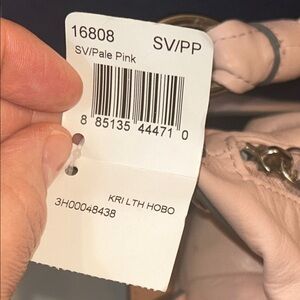 16808 SV/PP
SV/Pale Pink
8 85135 44471 0
KRI LTH HOBO
3H00048438